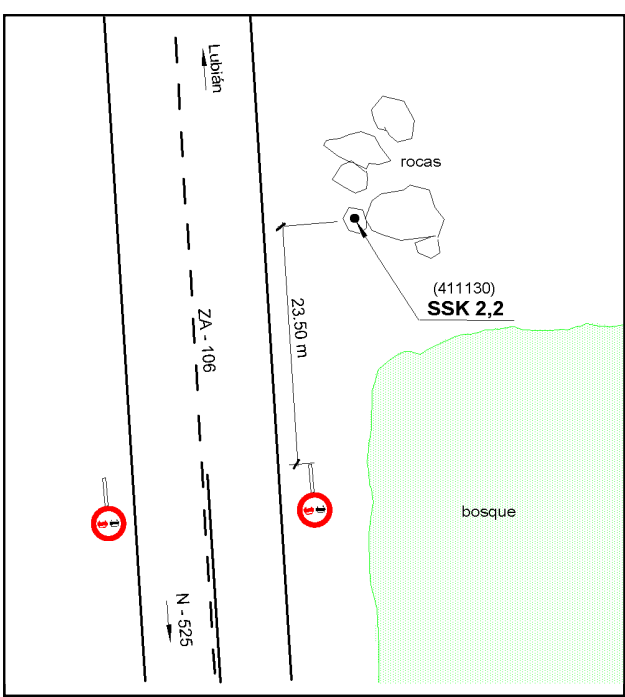 Lubián
rocas
(411130)
SSK 2,2
23.50 m
ZA - 106
bosque
N - 525